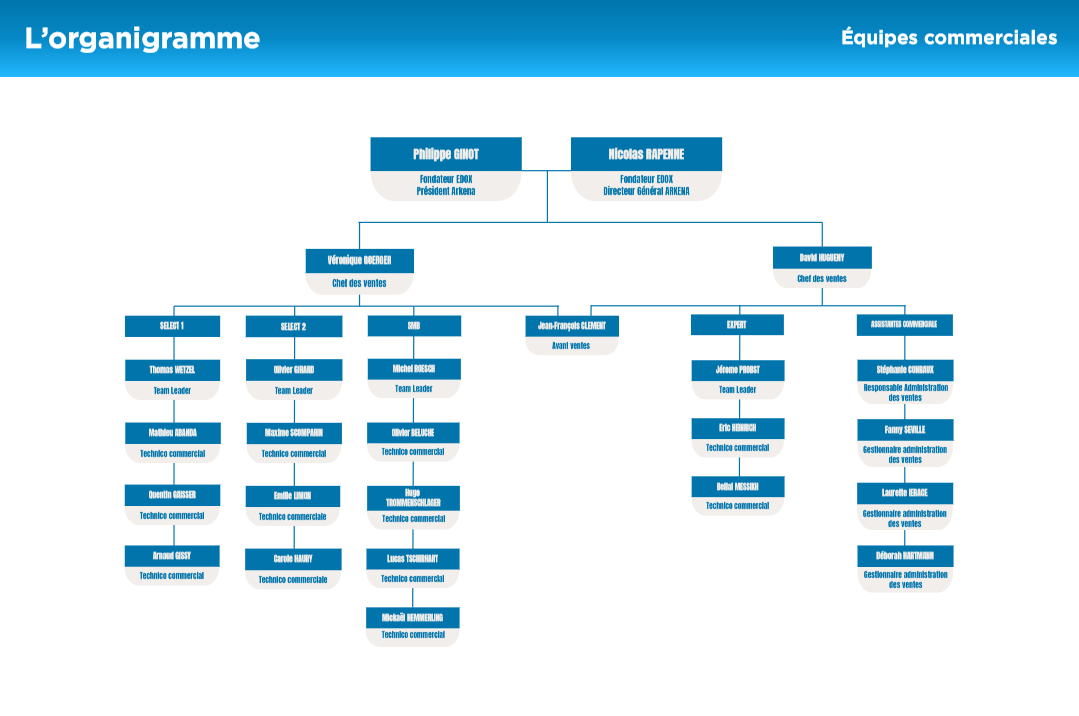 L’organigramme
Équipes commerciales
Philippe GINOT
Fondateur EDOX
Président Arkena
Nicolas RAPENNE
Fondateur EDOX
Directeur Général ARKENA
Véronique BOERGER
Chef des ventes
David HUGUENY
Chef des ventes
SELECT 1
Thomas WETZEL
Team Leader
Mathieu ABANDA
Technico commercial
Quentin GAISSER
Technico commercial
Arnaud GISSY
Technico commercial
SELECT 2
Olivier GIRARD
Team Leader
Maxime SCOMPARIN
Technico commercial
Emilie LIMON
Technico commerciale
Carole HAURY
Technico commerciale
SMB
Michel ROESCH
Team Leader
Olivier DELUCHE
Technico commercial
Hugo
TROMMENSCHLAGER
Technico commercial
Lucas TSCHIRHART
Technico commercial
Mickaël HEMMERLING
Technico commercial
Jean-François CLEMENT
Avant ventes
EXPERT
Jérome PROBST
Team Leader
Eric HEINRICH
Technico commercial
Bellal MESSIKH
Technico commercial
ASSISTANTES COMMERCIALE
Stéphanie CONRAUX
Responsable Administration
des ventes
Fanny SEVILLE
Gestionnaire administration
des ventes
Laurette IERACE
Gestionnaire administration
des ventes
Déborah HARTMANN
Gestionnaire administration
des ventes